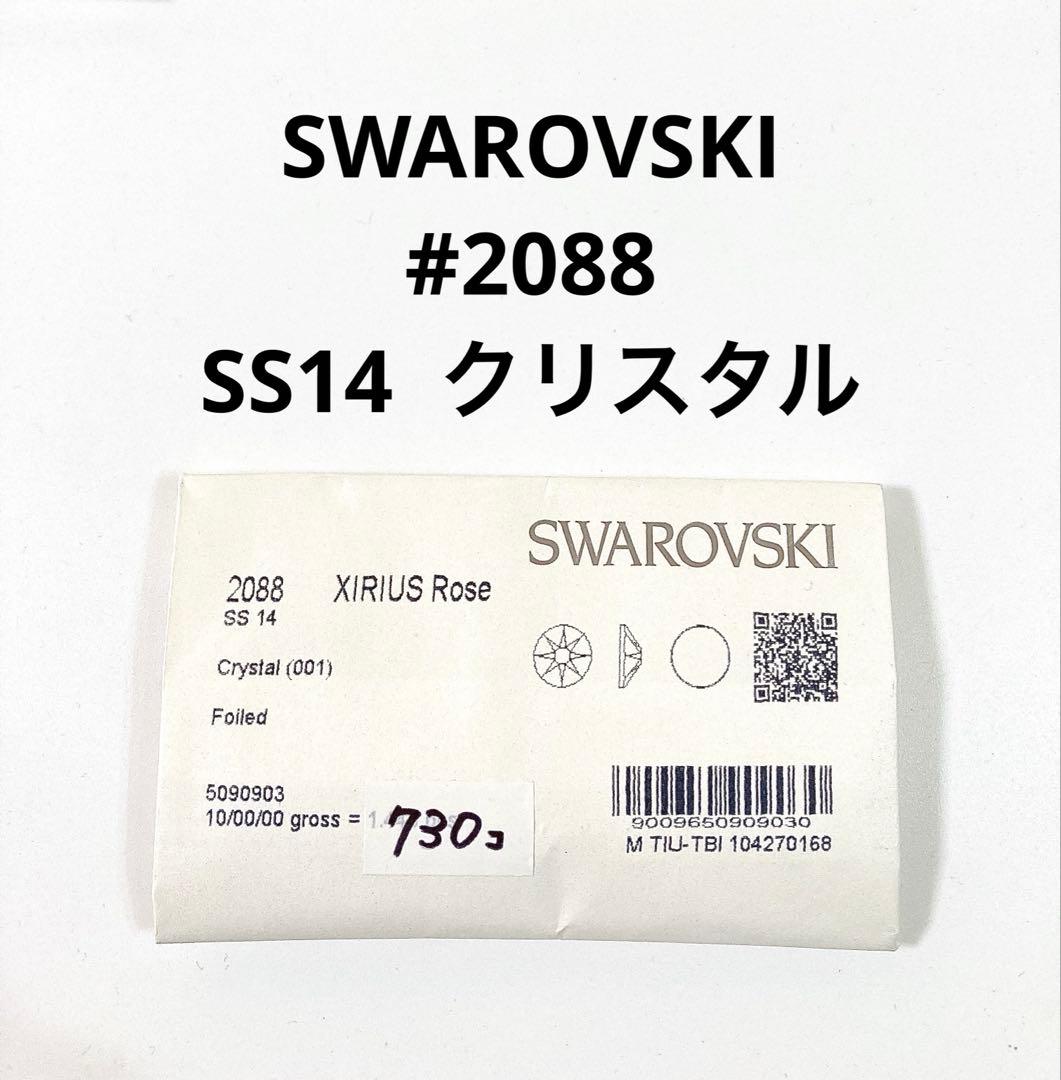 SWAROVSKI
#2088
SS14 クリスタル
SWAROVSKI
2088 XIRIUS Rose
SS 14
Crystal (001)
Foiled
5090903
10/00/00 gross = 730コ
9009650909030
M TIU-TBI 104270168